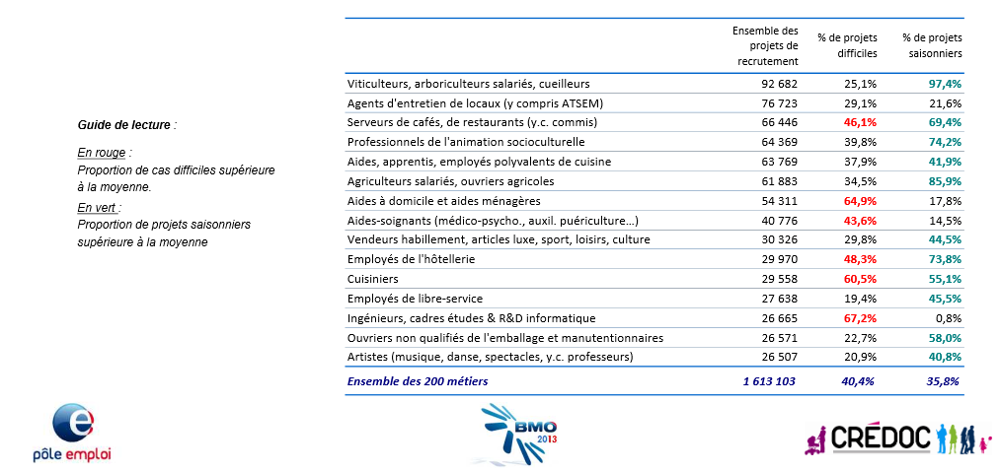 Guide de lecture :
En rouge :
Proportion de cas difficiles supérieure
à la moyenne.
En vert :
Proportion de projets saisonniers
supérieure à la moyenne
Ensemble des
projets de
recrutement
% de projets
difficiles
% de projets
saisonniers
Viticulteurs, arboriculteurs salariés, cueilleurs 92 682 25,1% 97,4%
Agents d'entretien de locaux (y compris ATSEM) 76 723 29,1% 21,6%
Serveurs de cafés, de restaurants (y.c. commis) 66 446 46,1% 69,4%
Professionnels de l'animation socioculturelle 64 369 39,8% 74,2%
Aides, apprentis, employés polyvalents de cuisine 63 769 37,9% 41,9%
Agriculteurs salariés, ouvriers agricoles 61 883 34,5% 85,9%
Aides à domicile et aides ménagères 54 311 64,9% 17,8%
Aides-soignants (médico-psycho., auxil. puériculture...) 40 776 43,6% 14,5%
Vendeurs habillement, articles luxe, sport, loisirs, culture 30 326 29,8% 44,5%
Employés de l'hôtellerie 29 970 48,3% 73,8%
Cuisiniers 29 558 60,5% 55,1%
Employés de libre-service 27 638 19,4% 45,5%
Ingénieurs, cadres études & R&D informatique 26 665 67,2% 0,8%
Ouvriers non qualifiés de l'emballage et manutentionnaires 26 571 22,7% 58,0%
Artistes (musique, danse, spectacles, y.c. professeurs) 26 507 20,9% 40,8%
Ensemble des 200 métiers 1 613 103 40,4% 35,8%
pôle emploi
BMO
2013
CRÉDOC